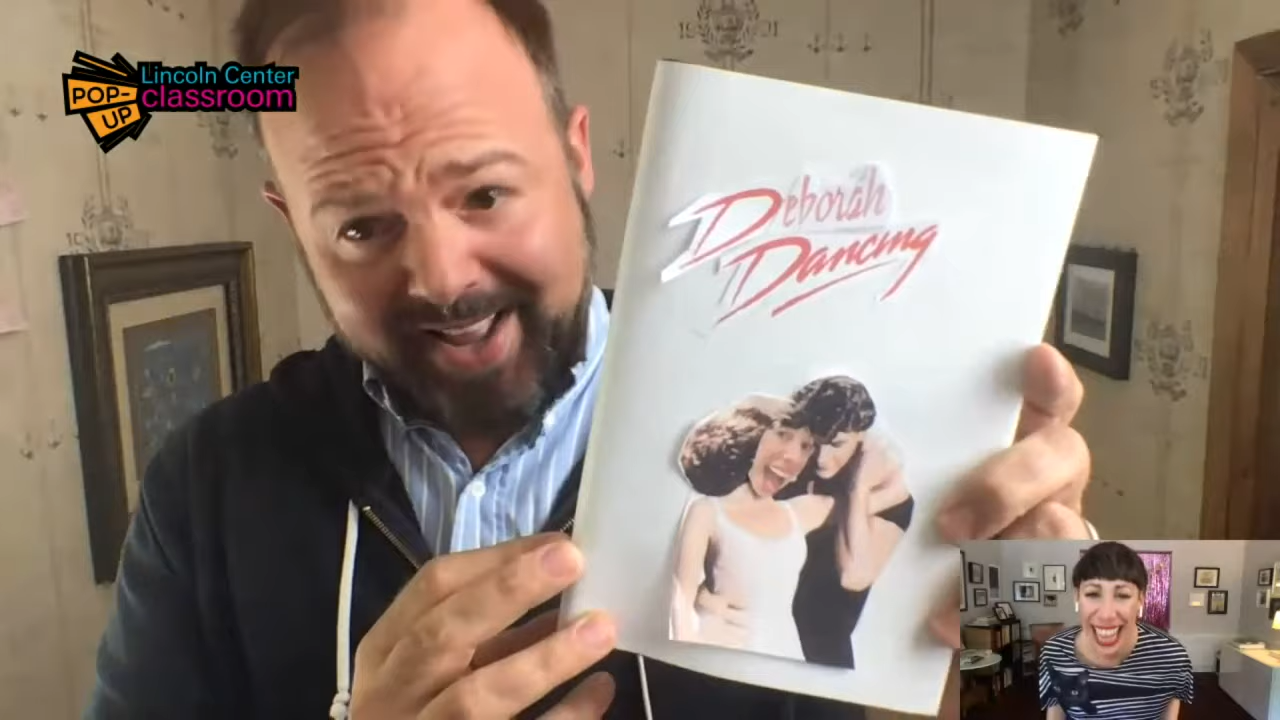 Lincoln Center
POP-
UP
classroom
Deborah
Dancing